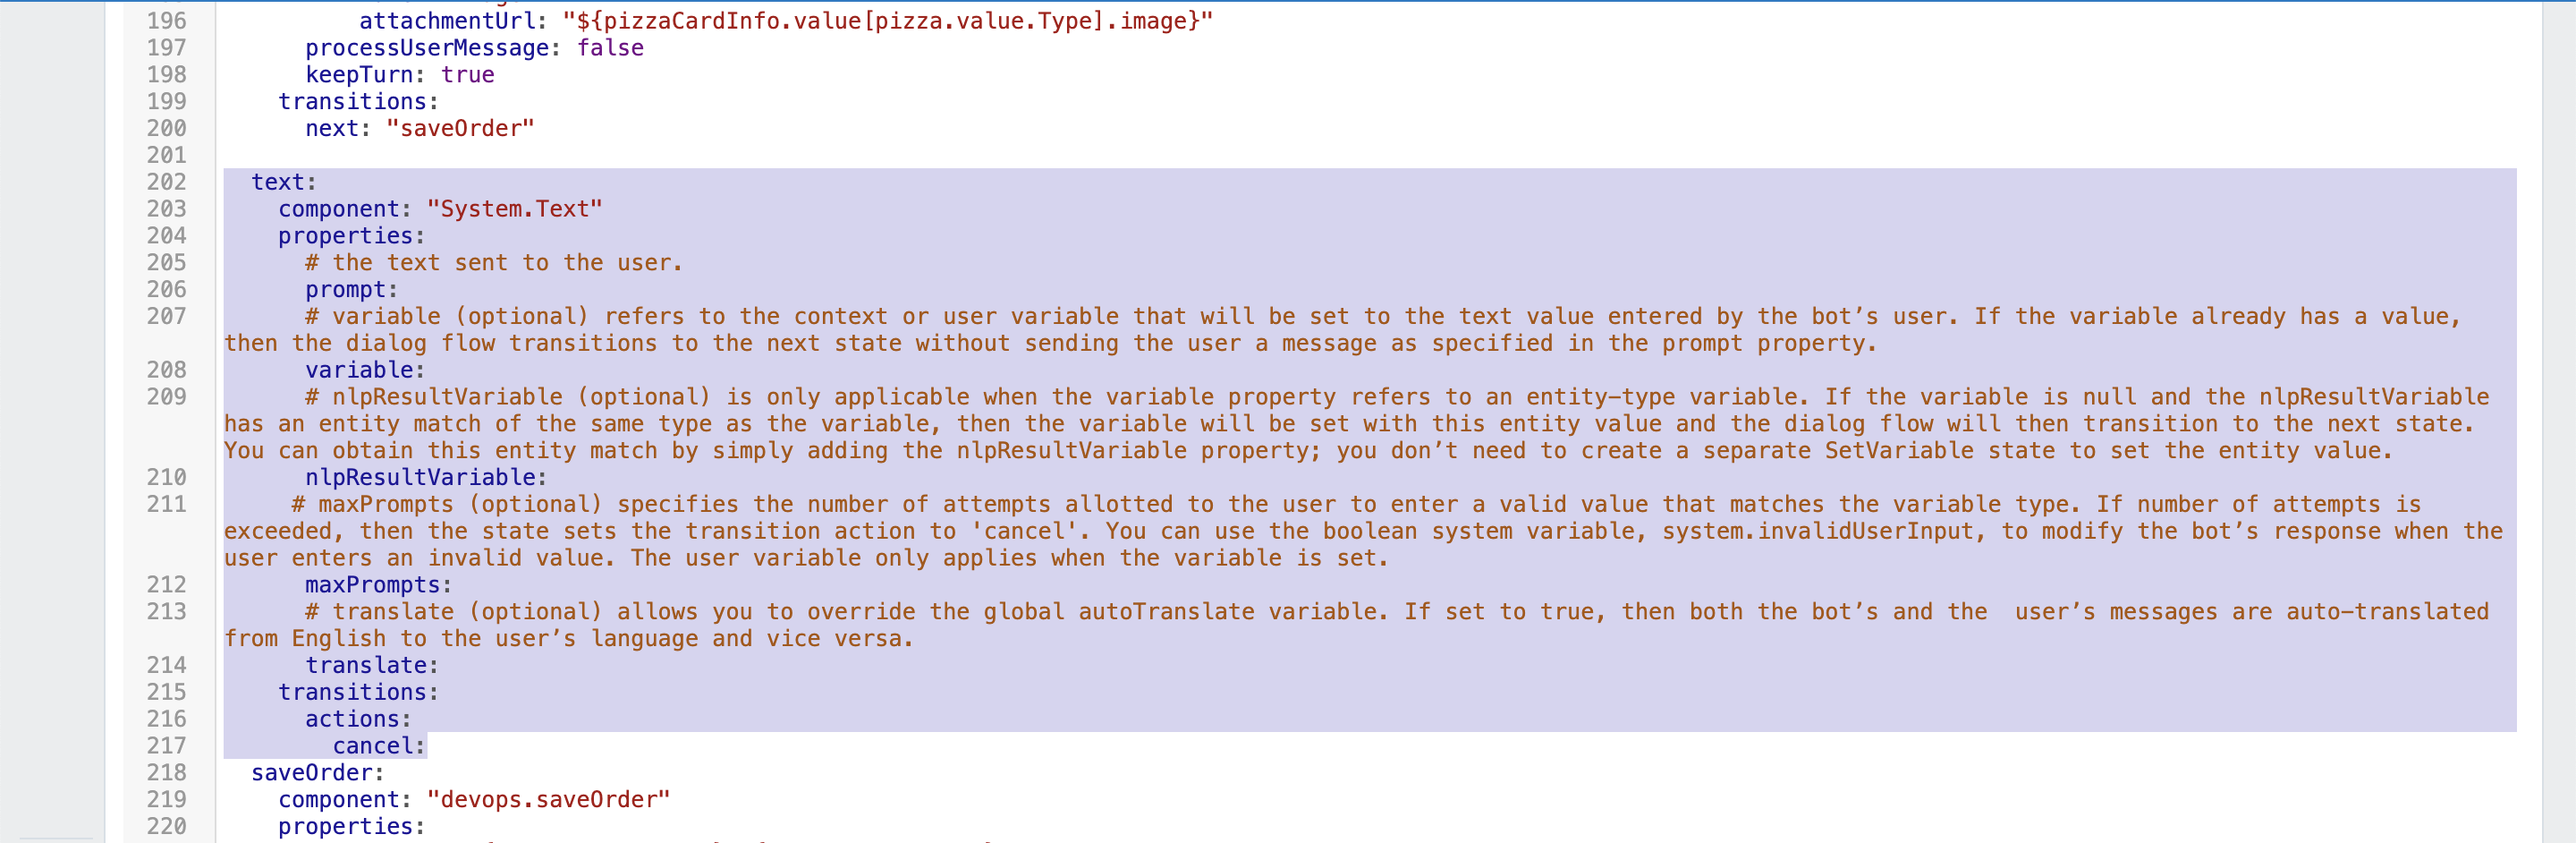 196 attachmentUrl: "${pizzaCardInfo.value[pizza.value.Type].image}"
197 processUserMessage: false
198 keepTurn: true
199 transitions:
200 next: "saveOrder"
201
202 text:
203 component: "System.Text"
204 properties:
205 # the text sent to the user.
206 prompt:
207 # variable (optional) refers to the context or user variable that will be set to the text value entered by the bot’s user. If the variable already has a value,
then the dialog flow transitions to the next state without sending the user a message as specified in the prompt property.
208 variable:
209 # nlpResultVariable (optional) is only applicable when the variable property refers to an entity-type variable. If the variable is null and the nlpResultVariable
has an entity match of the same type as the variable, then the variable will be set with this entity value and the dialog flow will then transition to the next state.
You can obtain this entity match by simply adding the nlpResultVariable property; you don’t need to create a separate SetVariable state to set the entity value.
210 nlpResultVariable:
211 # maxPrompts (optional) specifies the number of attempts allotted to the user to enter a valid value that matches the variable type. If number of attempts is
exceeded, then the state sets the transition action to 'cancel'. You can use the boolean system variable, system.invalidUserInput, to modify the bot’s response when the
user enters an invalid value. The user variable only applies when the variable is set.
212 maxPrompts:
213 # translate (optional) allows you to override the global autoTranslate variable. If set to true, then both the bot’s and the  user’s messages are auto-translated
from English to the user’s language and vice versa.
214 translate:
215 transitions:
216 actions:
217 cancel:
218 saveOrder:
219 component: "devops.saveOrder"
220 properties: